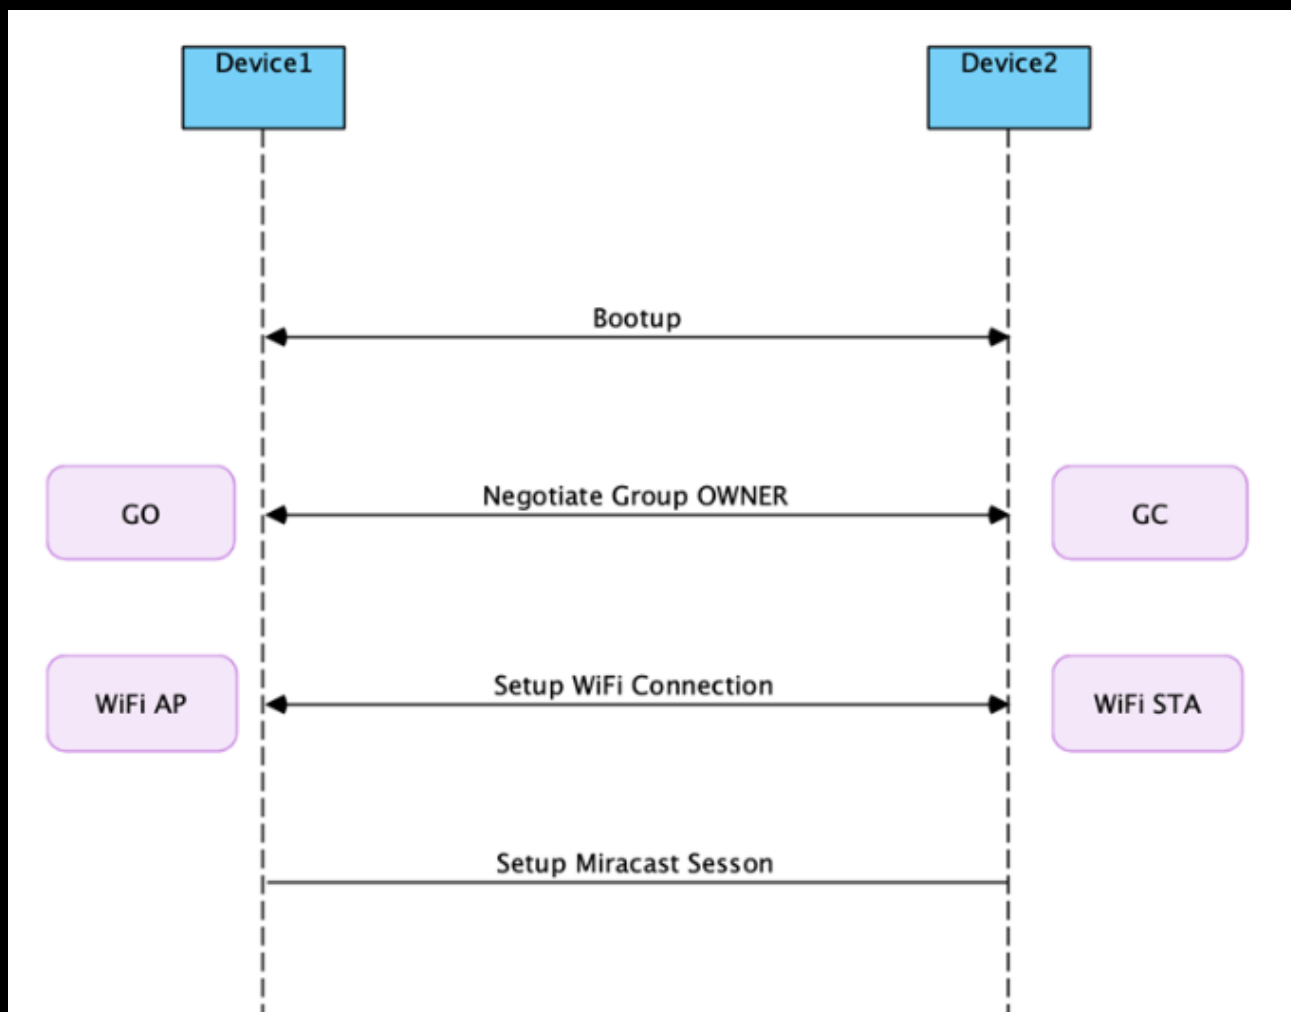 Device1
Device2
Bootup
Negotiate Group OWNER
GO
GC
Setup WiFi Connection
WiFi AP
WiFi STA
Setup Miracast Sesson